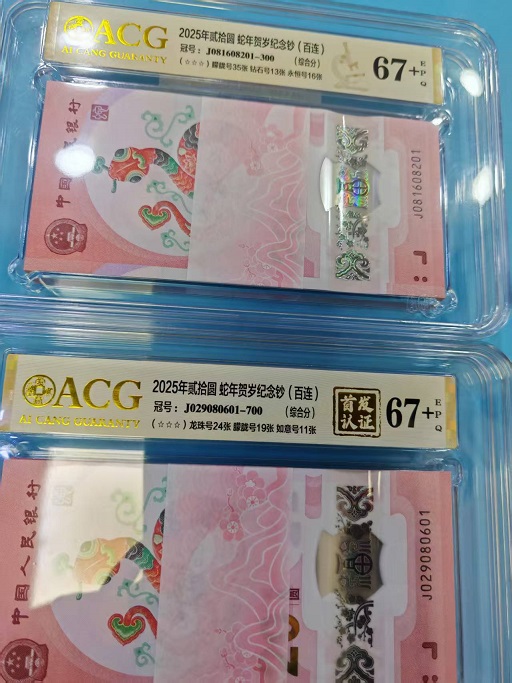 ACG
AI CANG GUARANTY
2025年贰拾圆 蛇年贺岁纪念钞（百连）
冠号：J081608201-300 （综合分）
（☆☆☆）朦胧号35张 钻石号13张 永恒号16张
67+
EPQ
中国人民银行
J081608201
ACG
AI CANG GUARANTY
2025年贰拾圆 蛇年贺岁纪念钞（百连）
冠号：J029080601-700 （综合分）
（☆☆☆）龙珠号24张 朦胧号19张 如意号11张
首发
认证
67+
EPQ
中国人民银行
J029080601